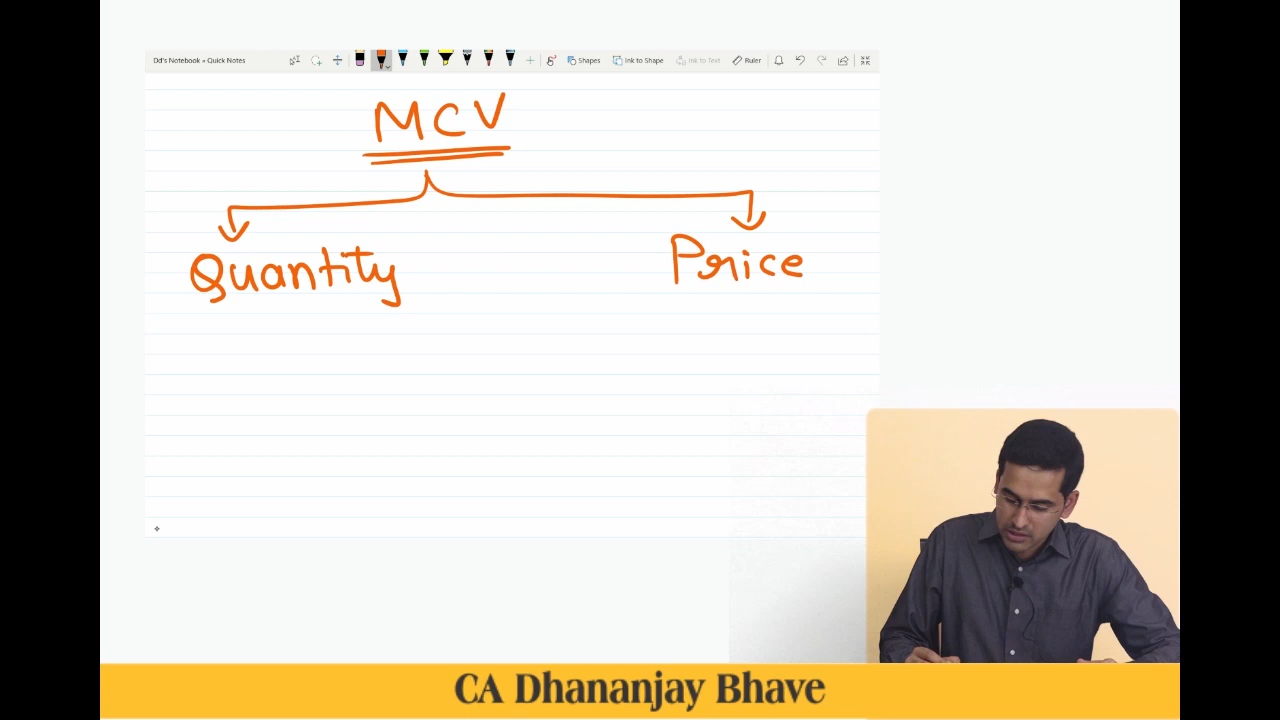 Dd's Notebook » Quick Notes
Shapes
Ink to Shape
Ink to Text
Ruler
MCV
Quantity
Price
CA Dhananjay Bhave